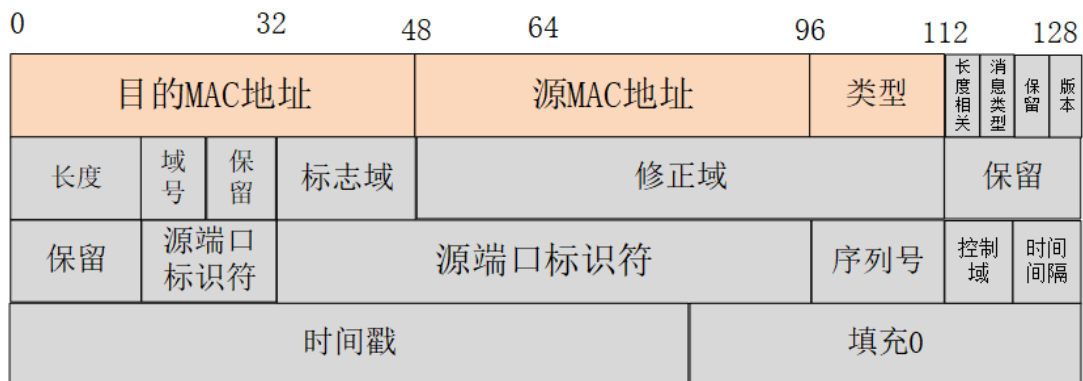 0 32 48 64 96 112 128
目的MAC地址 源MAC地址 类型 长度相关 消息类型 保留 版本
长度 域号 保留 标志域 修正域 保留
保留 源端口标识符 源端口标识符 序列号 控制域 时间间隔
时间戳 填充0